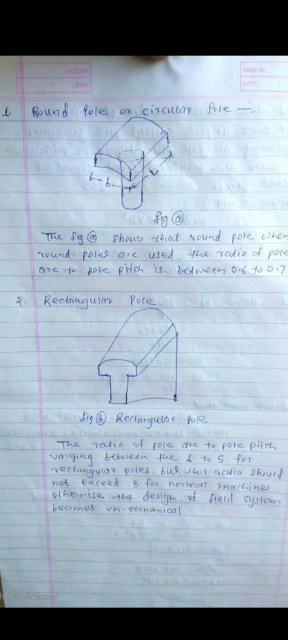 1. Round Poles or circular Pole :-
b
L
fig (a)
The fig (a) shows that round pole when
round poles are used the ratio of pole
arc to pole pitch is between 0.6 to 0.7
2. Rectangular Pole
fig (b) Rectangular pole
The ratio of pole arc to pole pitch
varying between the to 5 for
rectangular poles. but this ratio should
not exceed 3 for normal machines
otherwise the design of field system
becomes un-economical